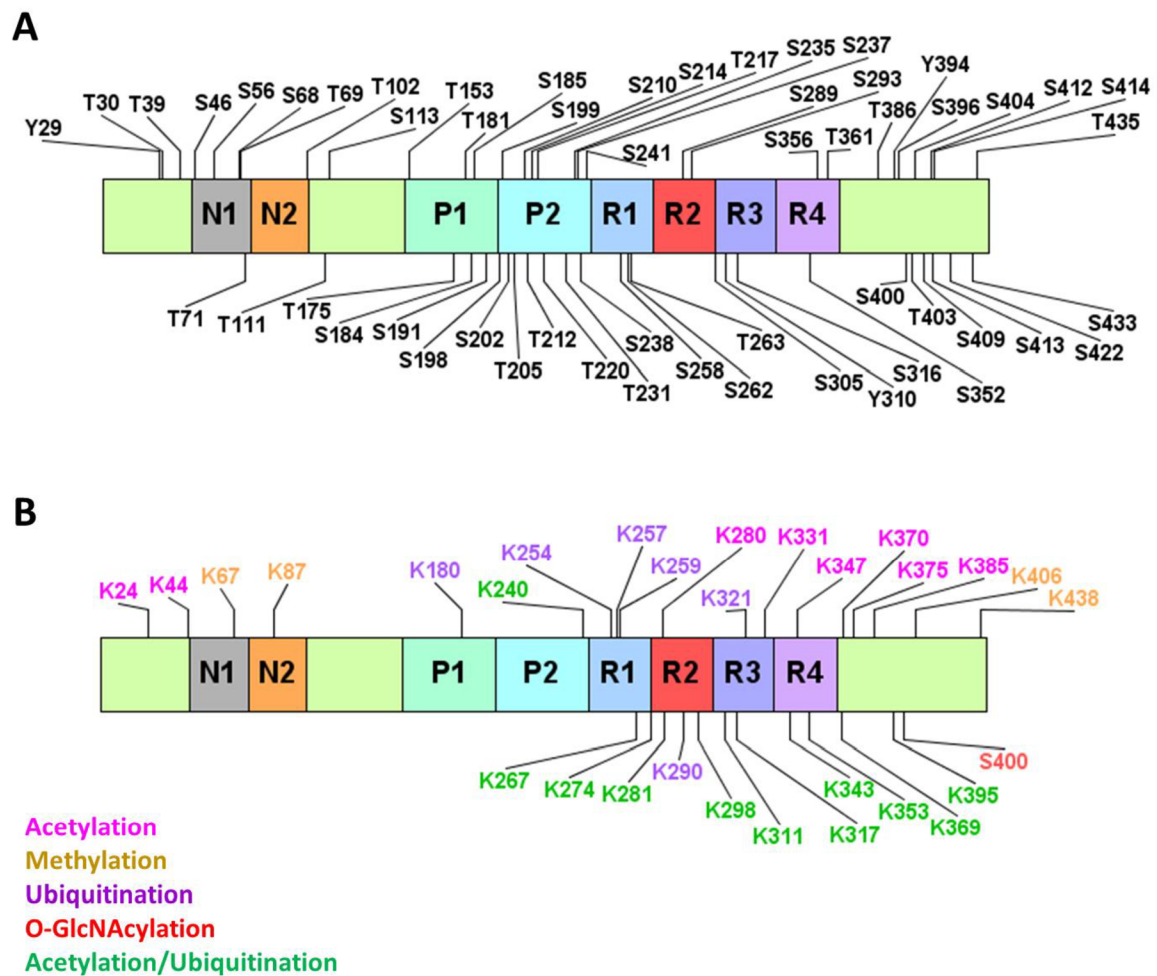 A
Y29 T30 T39 S46 S56 S68 T69 T102 S113 T153 T181 S185 S199 S210 S214 T217 S235 S237 S241 S289 S293 S356 T361 T386 Y394 S396 S404 S412 S414 T435
N1 N2 P1 P2 R1 R2 R3 R4
T71 T111 T175 S184 S191 S198 S202 T205 T212 T220 T231 S238 S258 S262 T263 S305 Y310 S316 S352 S400 T403 S409 S413 S422 S433
B
K24 K44 K67 K87 K180 K240 K254 K257 K259 K280 K321 K331 K347 K370 K375 K385 K406 K438
N1 N2 P1 P2 R1 R2 R3 R4
K267 K274 K281 K290 K298 K311 K317 K343 K353 K369 K395 S400
Acetylation
Methylation
Ubiquitination
O-GlcNAcylation
Acetylation/Ubiquitination